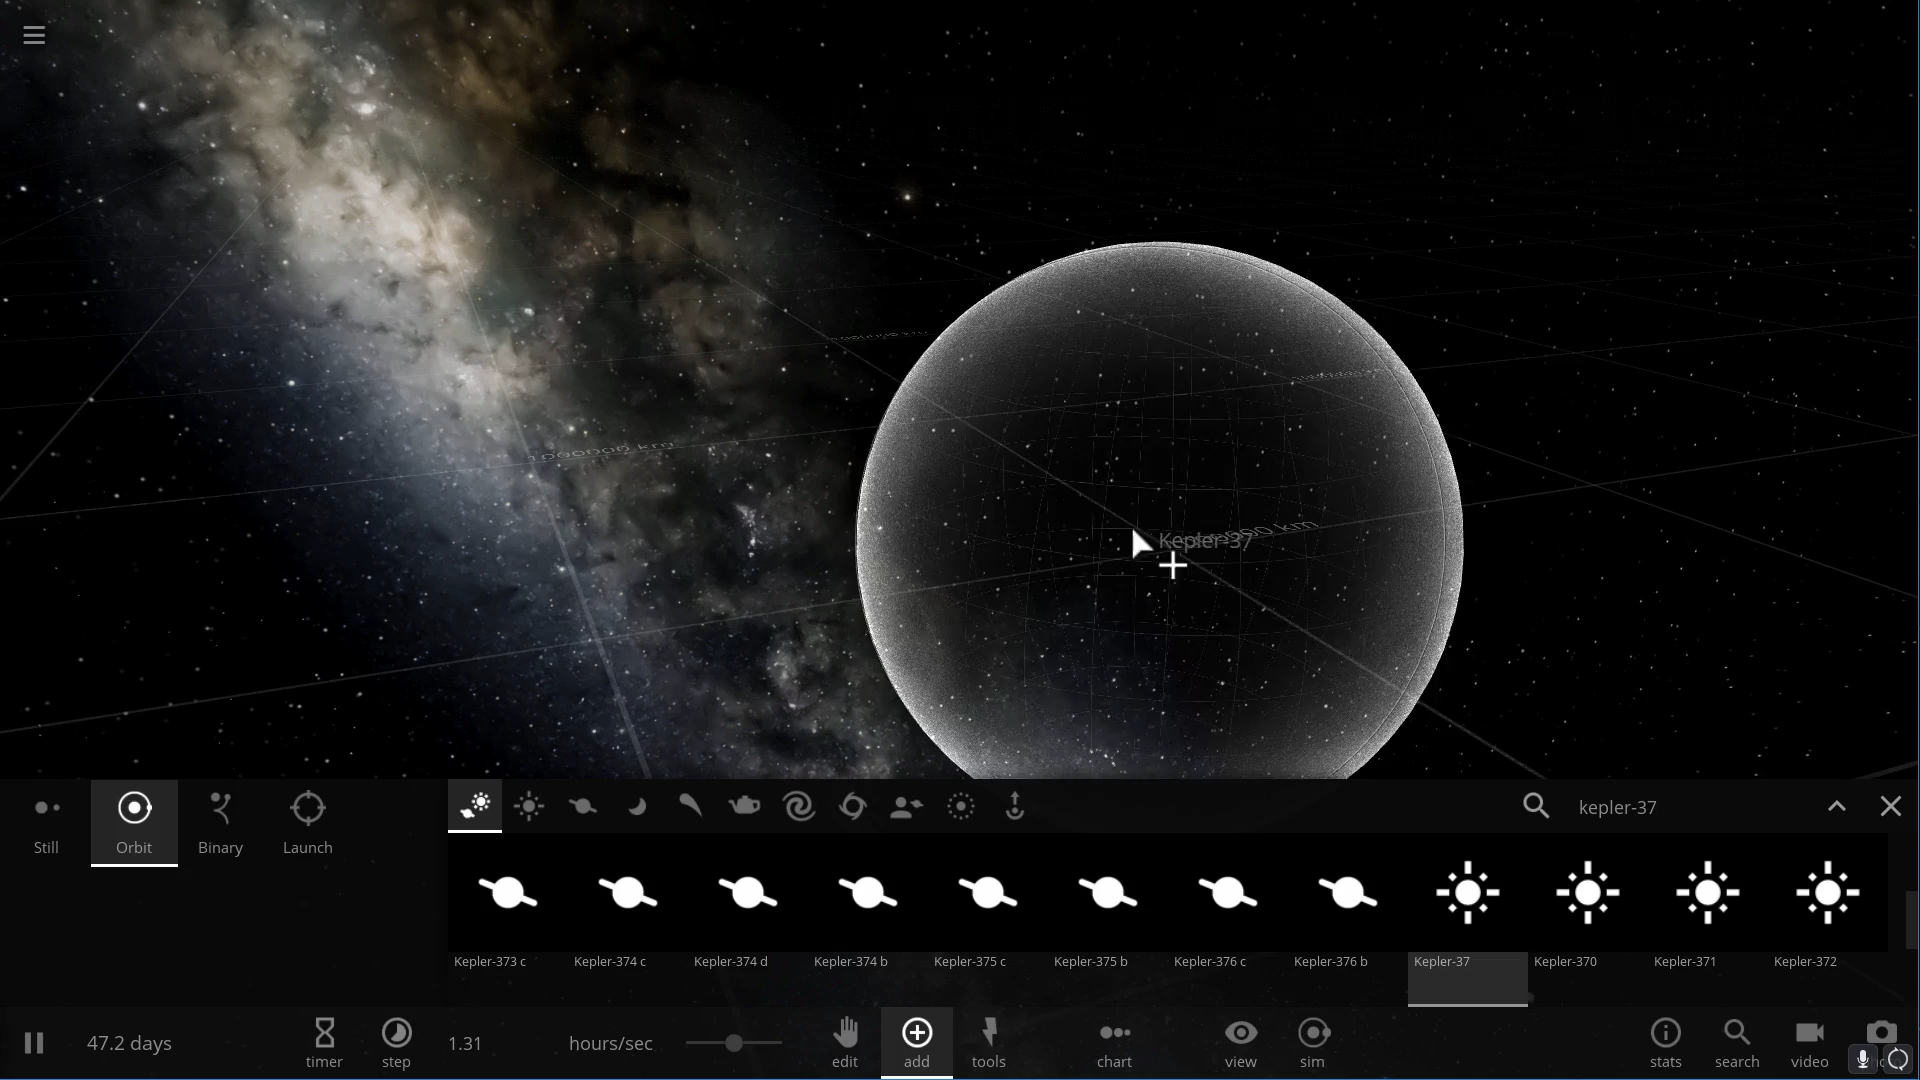 1000000 km
Kepler-37
Still
Orbit
Binary
Launch
kepler-37
Kepler-373 c
Kepler-374 c
Kepler-374 d
Kepler-374 b
Kepler-375 c
Kepler-375 b
Kepler-376 c
Kepler-376 b
Kepler-37
Kepler-370
Kepler-371
Kepler-372
47.2 days
timer
step
1.31
hours/sec
edit
add
tools
chart
view
sim
stats
search
video